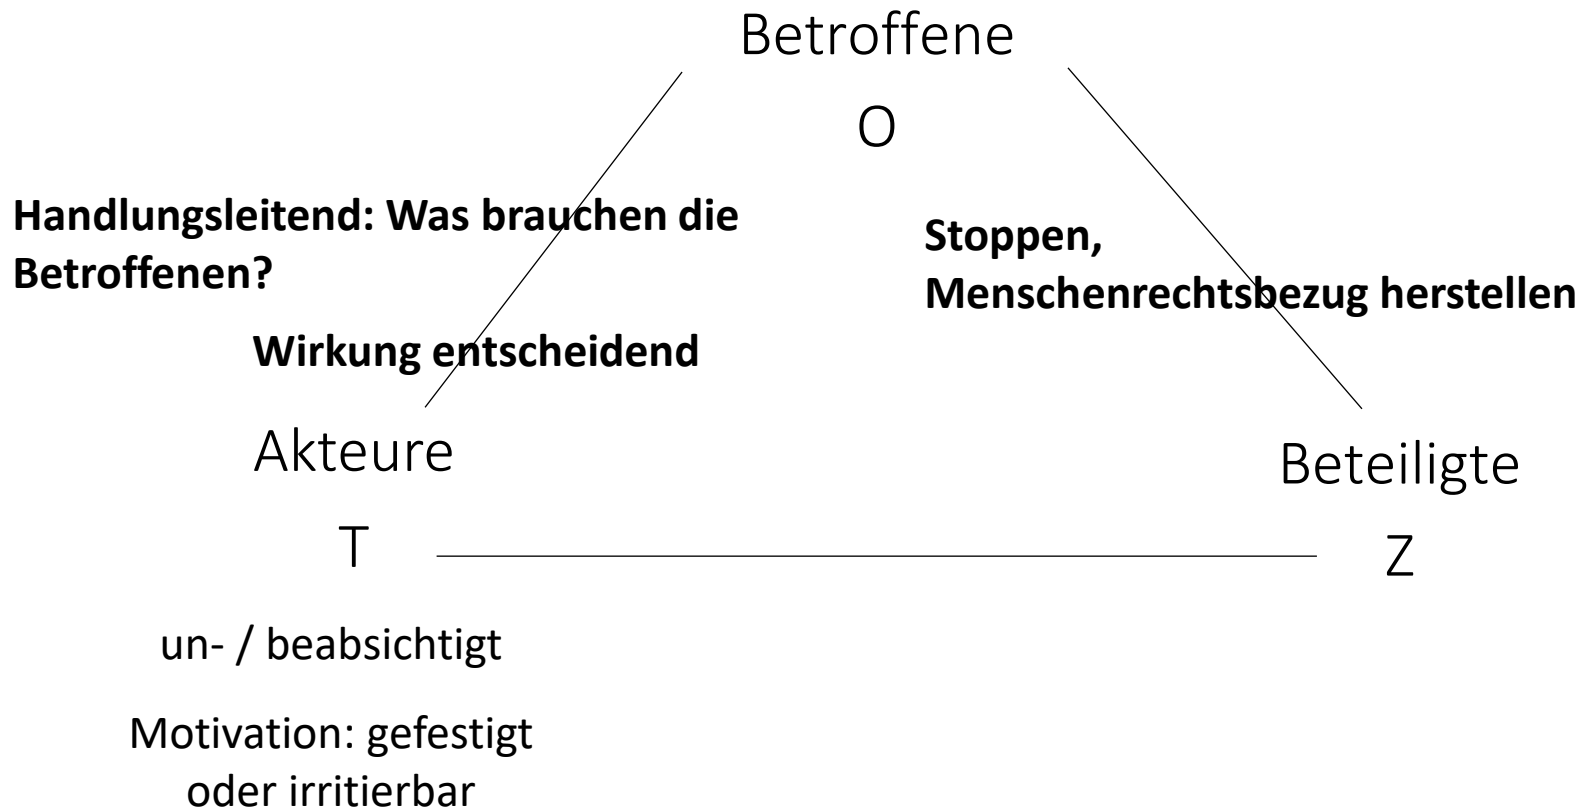 Betroffene
O
Handlungsleitend: Was brauchen die
Betroffenen?
Stoppen,
Menschenrechtsbezug herstellen
Wirkung entscheidend
Akteure
Beteiligte
T
Z
un- / beabsichtigt
Motivation: gefestigt
oder irritierbar